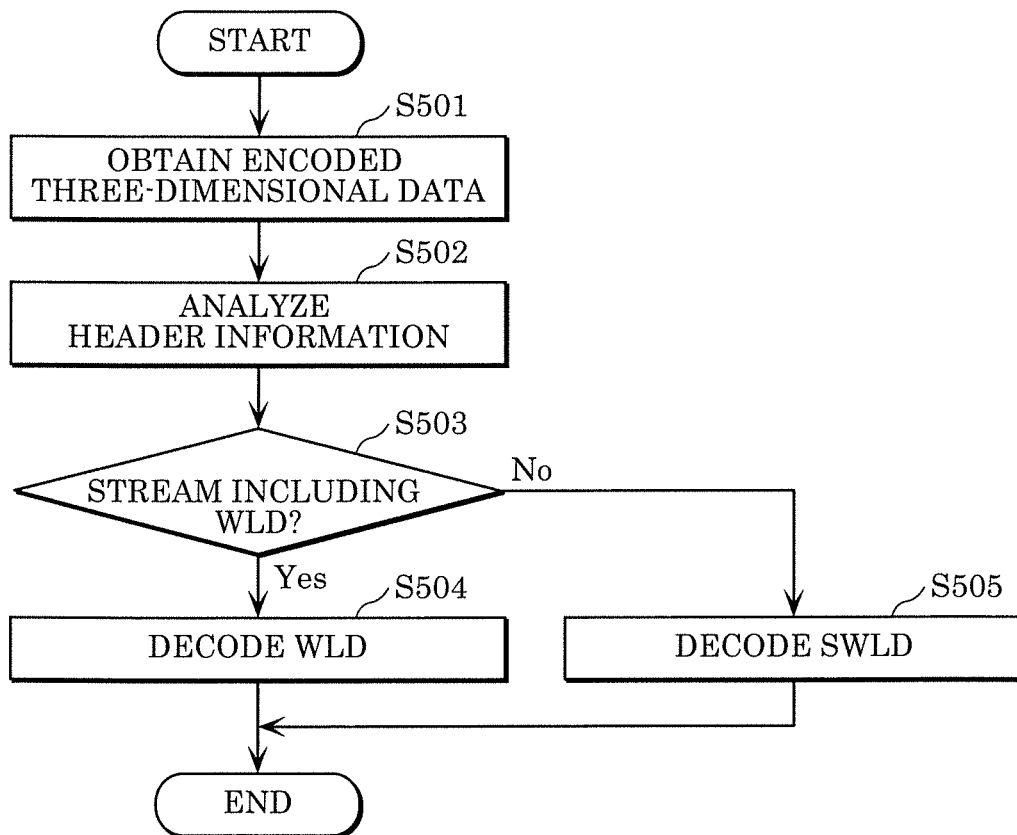 START
S501
OBTAIN ENCODED
THREE-DIMENSIONAL DATA
S502
ANALYZE
HEADER INFORMATION
S503
STREAM INCLUDING
WLD?
No
Yes
S504
DECODE WLD
S505
DECODE SWLD
END